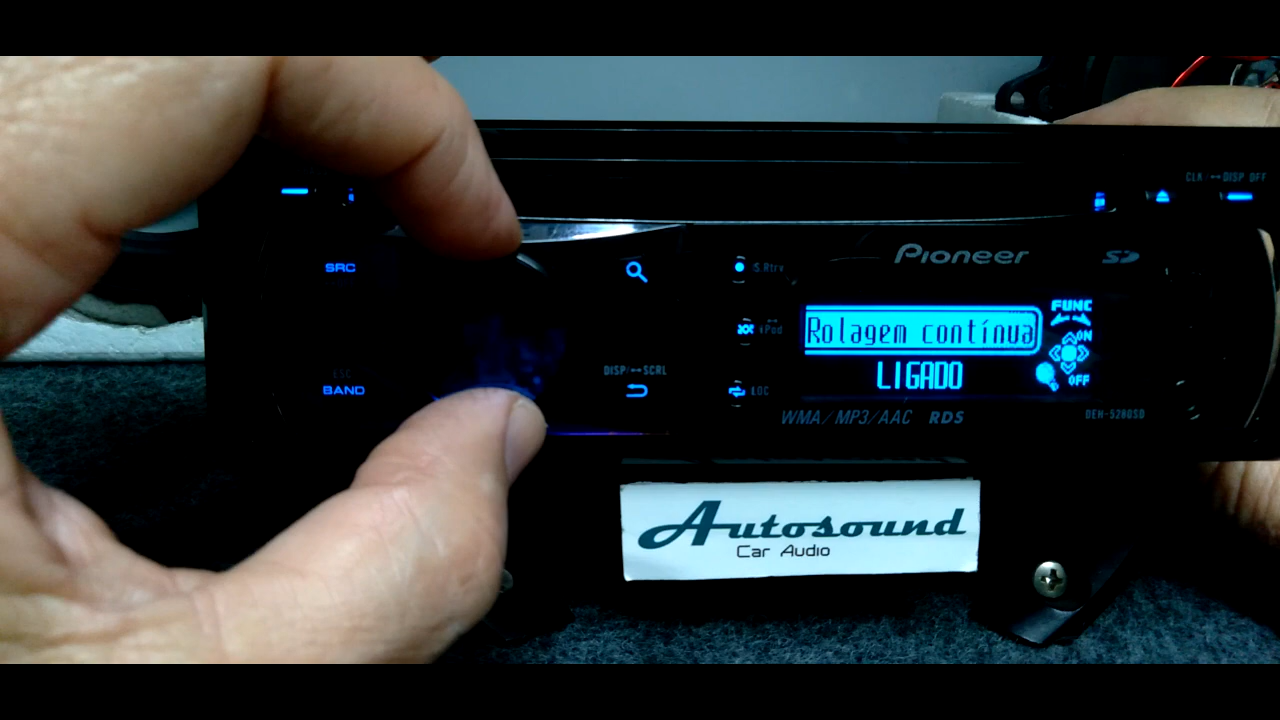 CLK/↔DISP OFF
SRC
S.Rtrv
Pioneer
SD
Rolagem contínua
FUNC
ON
iPod
LIGADO
OFF
ESC
BAND
DISP/↔SCRL
LOC
WMA/MP3/AAC RDS
DEH-5280SD
Autosound
Car Audio